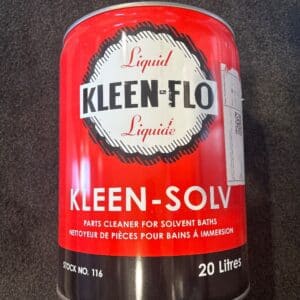 Liquid
KLEEN-FLO
Liquide
KLEEN-SOLV
PARTS CLEANER FOR SOLVENT BATHS
NETTOYEUR DE PIÈCES POUR BAINS À IMMERSION
STOCK NO. 116
20 Litres